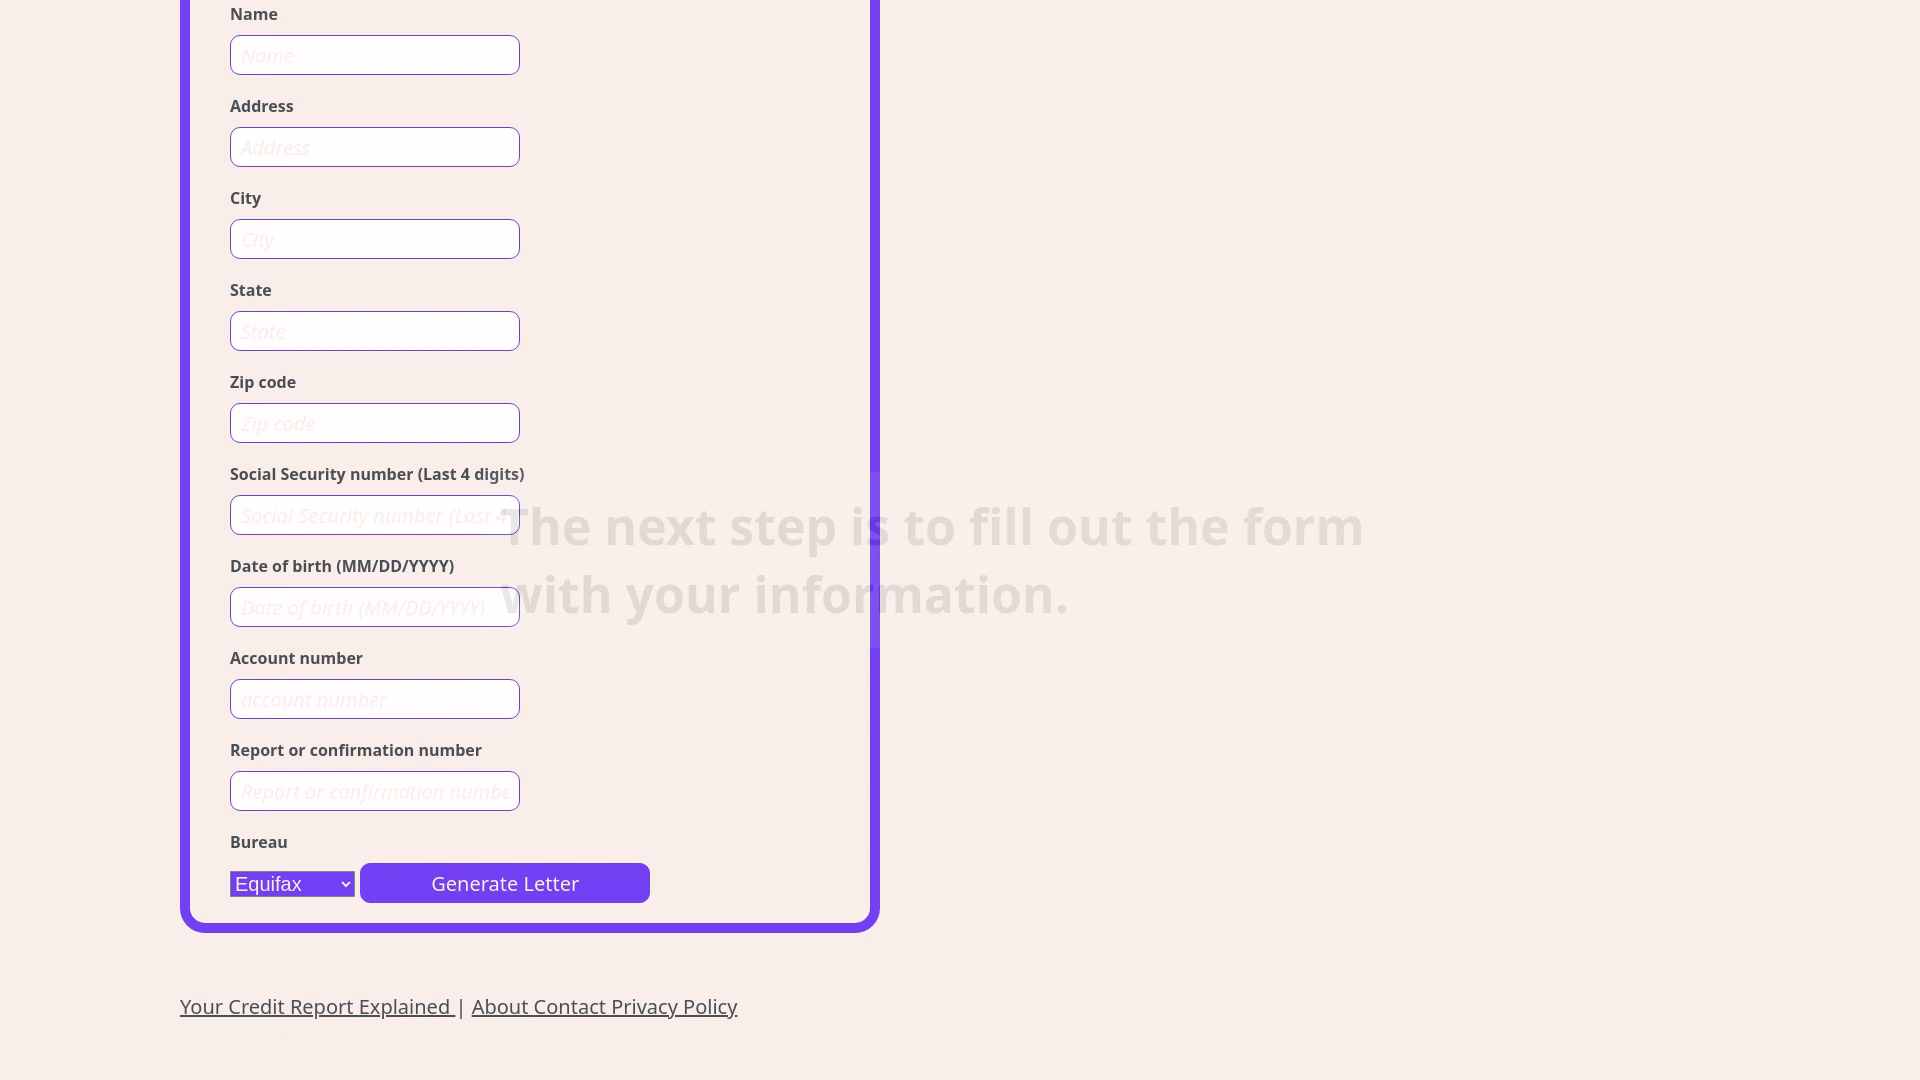 Name
Name
Address
Address
City
City
State
State
Zip code
Zip code
Social Security number (Last 4 digits)
Social Security number (Last 4
The next step is to fill out the form
with your information.
Date of birth (MM/DD/YYYY)
Date of birth (MM/DD/YYYY)
Account number
account number
Report or confirmation number
Report or confirmation numbe
Bureau
Equifax
Generate Letter
Your Credit Report Explained | About Contact Privacy Policy